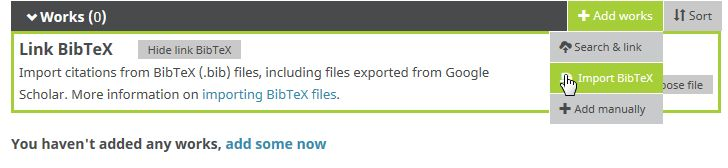 Works (0)
Add works
Sort
Link BibTeX
Hide link BibTeX
Search & link
Import citations from BibTeX (.bib) files, including files exported from Google
Import BibTeX
Scholar. More information on importing BibTeX files.
file
Add manually
You haven't added any works, add some now